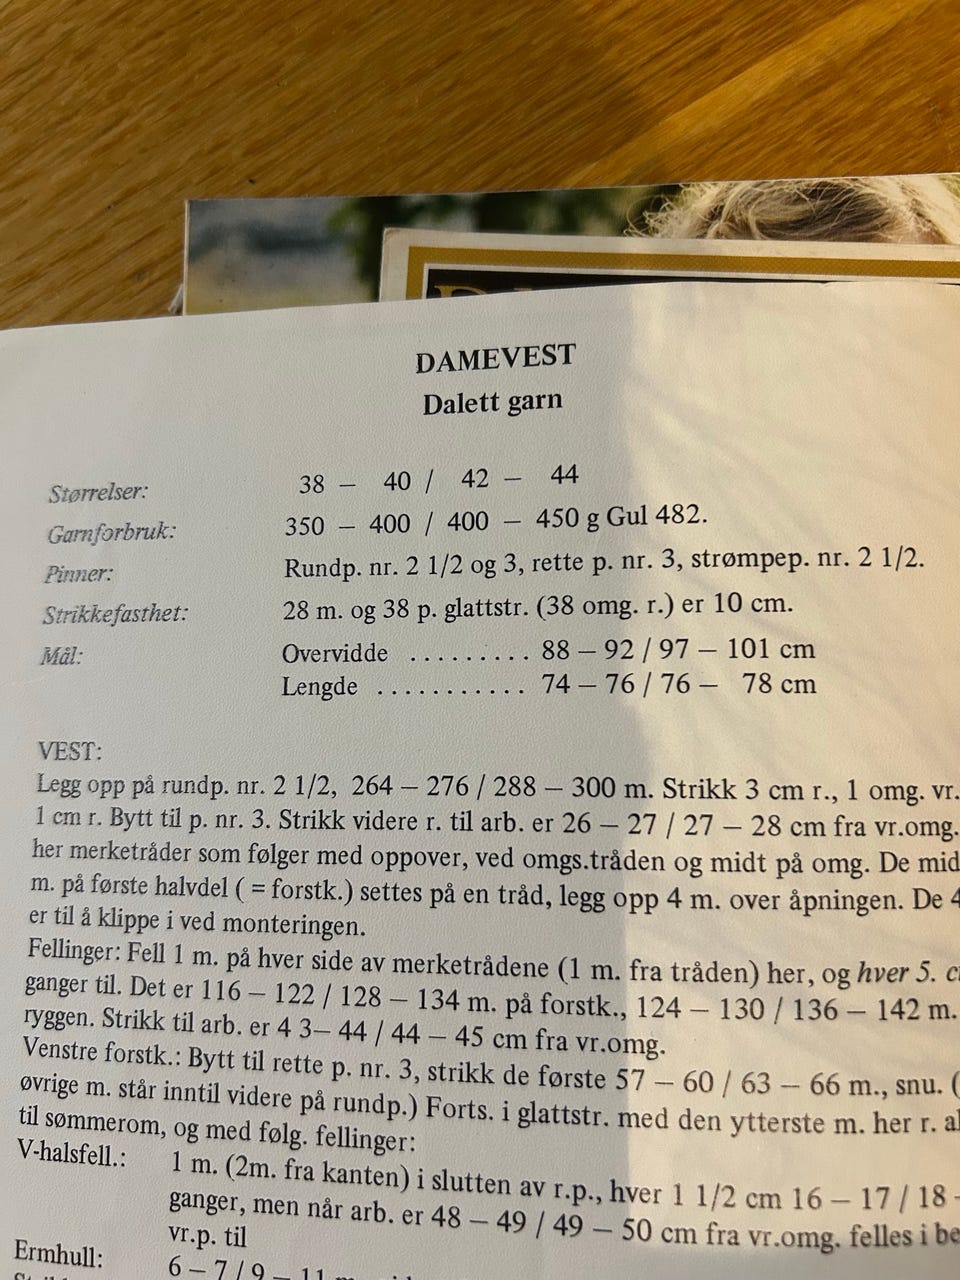 DAMEVEST
Dalett garn
Størrelser: 38 – 40 / 42 – 44
Garnforbruk: 350 – 400 / 400 – 450 g Gul 482.
Pinner: Rundp. nr. 2 1/2 og 3, rette p. nr. 3, strømpep. nr. 2 1/2.
Strikkefasthet: 28 m. og 38 p. glattstr. (38 omg. r.) er 10 cm.
Mål: Overvidde ......... 88 – 92 / 97 – 101 cm
Lengde ........... 74 – 76 / 76 – 78 cm
VEST:
Legg opp på rundp. nr. 2 1/2, 264 – 276 / 288 – 300 m. Strikk 3 cm r., 1 omg. vr.
1 cm r. Bytt til p. nr. 3. Strikk videre r. til arb. er 26 – 27 / 27 – 28 cm fra vr.omg.
her merketråder som følger med oppover, ved omgs.tråden og midt på omg. De mid
m. på første halvdel ( = forstk.) settes på en tråd, legg opp 4 m. over åpningen. De 4
er til å klippe i ved monteringen.
Fellinger: Fell 1 m. på hver side av merketrådene (1 m. fra tråden) her, og hver 5. c
ganger til. Det er 116 – 122 / 128 – 134 m. på forstk., 124 – 130 / 136 – 142 m.
ryggen. Strikk til arb. er 4 3– 44 / 44 – 45 cm fra vr.omg.
Venstre forstk.: Bytt til rette p. nr. 3, strikk de første 57 – 60 / 63 – 66 m., snu. (
øvrige m. står inntil videre på rundp.) Forts. i glattstr. med den ytterste m. her r. al
til sømmerom, og med følg. fellinger:
V-halsfell.: 1 m. (2m. fra kanten) i slutten av r.p., hver 1 1/2 cm 16 – 17 / 18 –
ganger, men når arb. er 48 – 49 / 49 – 50 cm fra vr.omg. felles i be
vr.p. til
Ermhull: 6 – 7 / 9 – 11